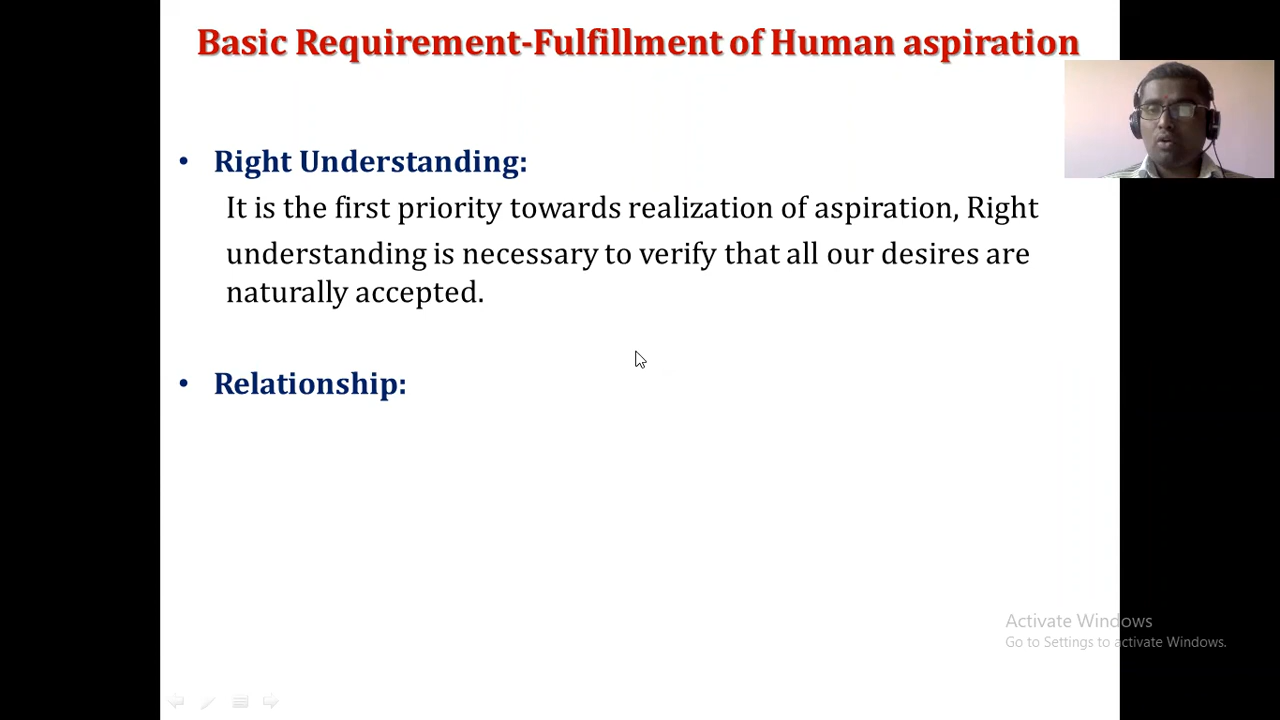 Basic Requirement-Fulfillment of Human aspiration
• Right Understanding:
It is the first priority towards realization of aspiration, Right
understanding is necessary to verify that all our desires are
naturally accepted.
• Relationship:
Activate Windows
Go to Settings to activate Windows.